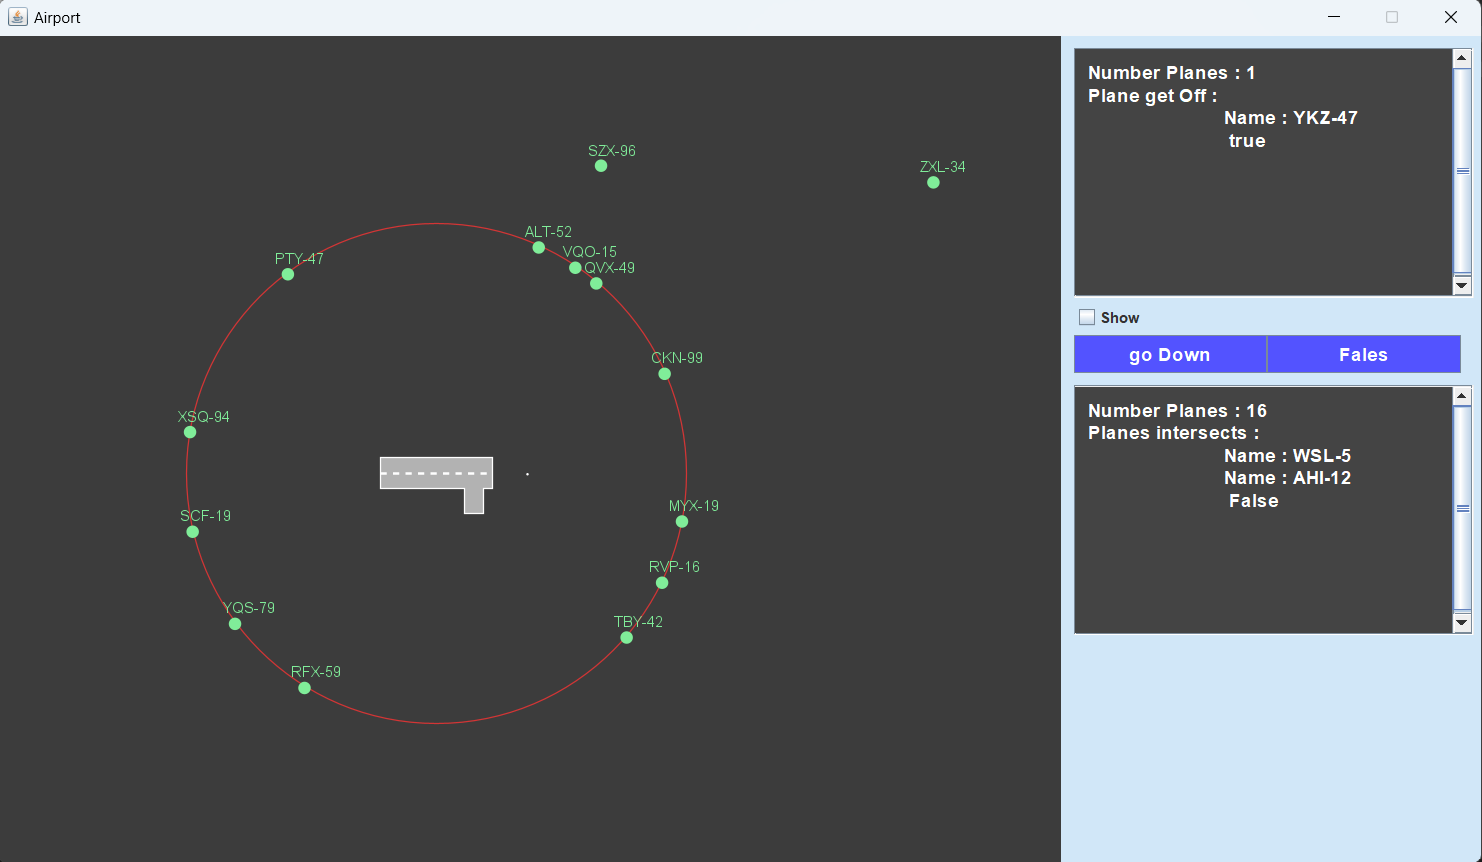 Airport
SZX-96
ZXL-34
ALT-52
VQO-15
PTY-47
QVX-49
CKN-99
XSQ-94
MYX-19
SCF-19
RVP-16
YQS-79
TBY-42
RFX-59
Number Planes : 1
Plane get Off :
Name : YKZ-47
true
Show
go Down
Fales
Number Planes : 16
Planes intersects :
Name : WSL-5
Name : AHI-12
False